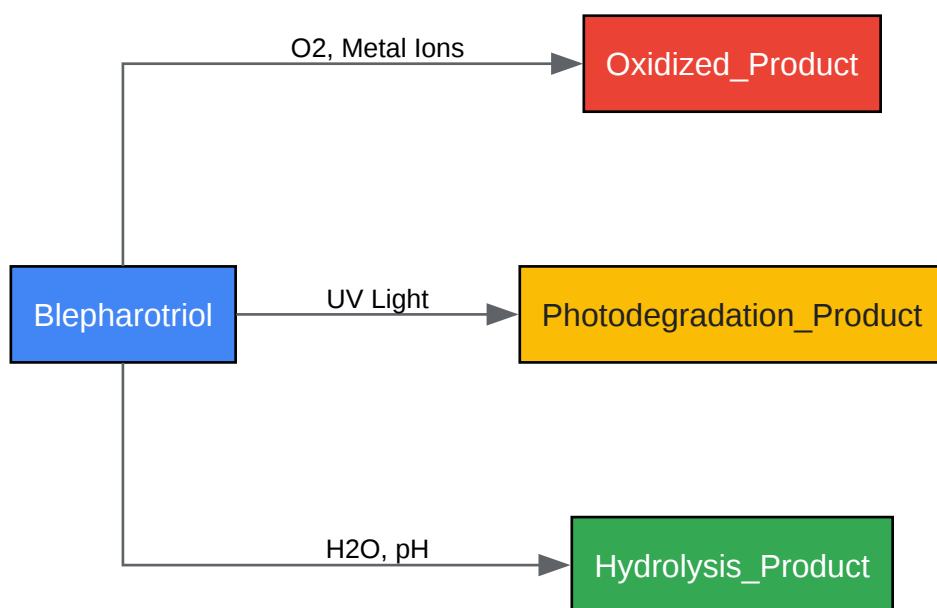 O2, Metal Ions
Oxidized_Product
Blepharotriol
UV Light
Photodegradation_Product
H2O, pH
Hydrolysis_Product